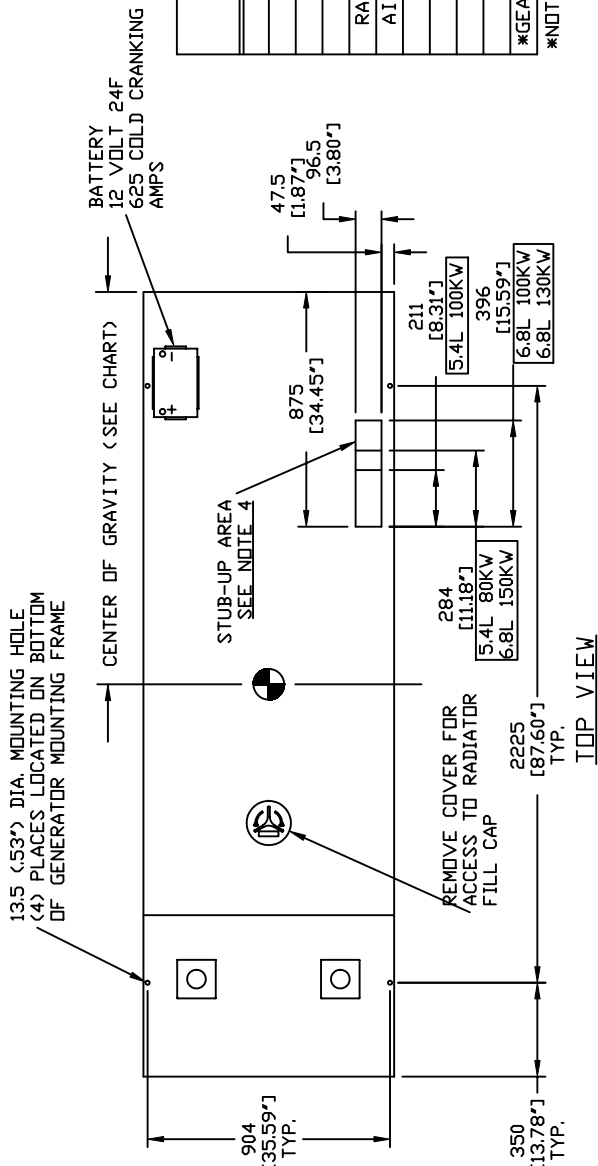 13.5 (.53") DIA. MOUNTING HOLE
(4) PLACES LOCATED ON BOTTOM
OF GENERATOR MOUNTING FRAME
CENTER OF GRAVITY (SEE CHART)
BATTERY
12 VOLT 24F
625 COLD CRANKING
AMPS
+
-
STUB-UP AREA
SEE NOTE 4
875
[34.45"]
47.5
[1.87"]
96.5
[3.80"]
211
[8.31"]
5.4L 100KW
396
[15.59"]
6.8L 100KW
6.8L 130KW
284
[11.18"]
5.4L 80KW
6.8L 150KW
REMOVE COVER FOR
ACCESS TO RADIATOR
FILL CAP
904
[35.59"]
TYP.
350
[13.78"]
TYP.
2225
[87.60"]
TYP.
TOP VIEW
RA
AI
*GEA
*NOT